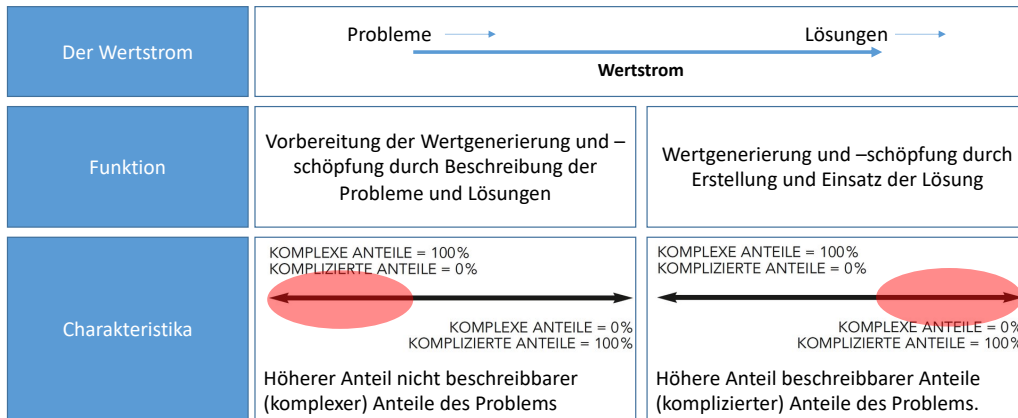 Der Wertstrom
Probleme
Lösungen
Wertstrom
Funktion
Vorbereitung der Wertgenerierung und –
schöpfung durch Beschreibung der
Probleme und Lösungen
Wertgenerierung und –schöpfung durch
Erstellung und Einsatz der Lösung
Charakteristika
KOMPLEXE ANTEILE = 100%
KOMPLIZIERTE ANTEILE = 0%
KOMPLEXE ANTEILE = 0%
KOMPLIZIERTE ANTEILE = 100%
Höherer Anteil nicht beschreibbarer
(komplexer) Anteile des Problems
KOMPLEXE ANTEILE = 100%
KOMPLIZIERTE ANTEILE = 0%
KOMPLEXE ANTEILE = 0%
KOMPLIZIERTE ANTEILE = 100%
Höhere Anteil beschreibbarer Anteile
(komplizierter) Anteile des Problems.